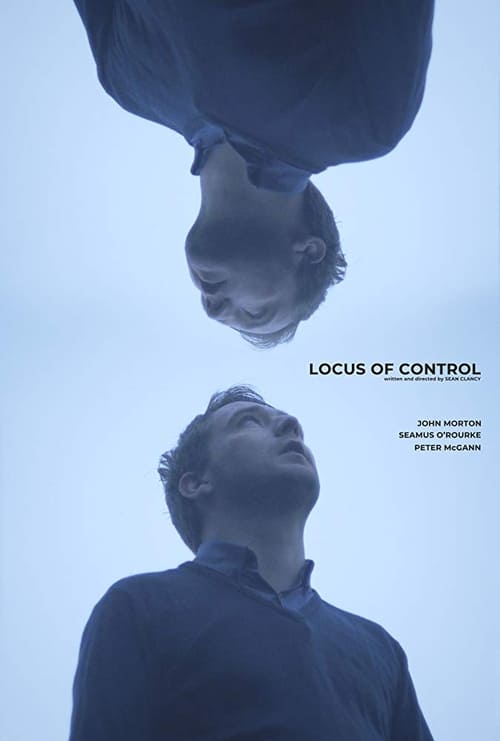 LOCUS OF CONTROL
written and directed by SEAN CLANCY
JOHN MORTON
SEAMUS O'ROURKE
PETER McGANN